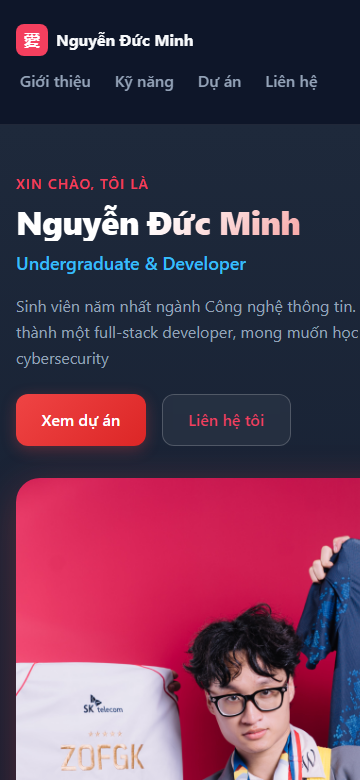 愛 Nguyễn Đức Minh
Giới thiệu Kỹ năng Dự án Liên hệ
XIN CHÀO, TÔI LÀ
Nguyễn Đức Minh
Undergraduate & Developer
Sinh viên năm nhất ngành Công nghệ thông tin.
thành một full-stack developer, mong muốn học
cybersecurity
Xem dự án Liên hệ tôi
SK telecom
ZOFGK